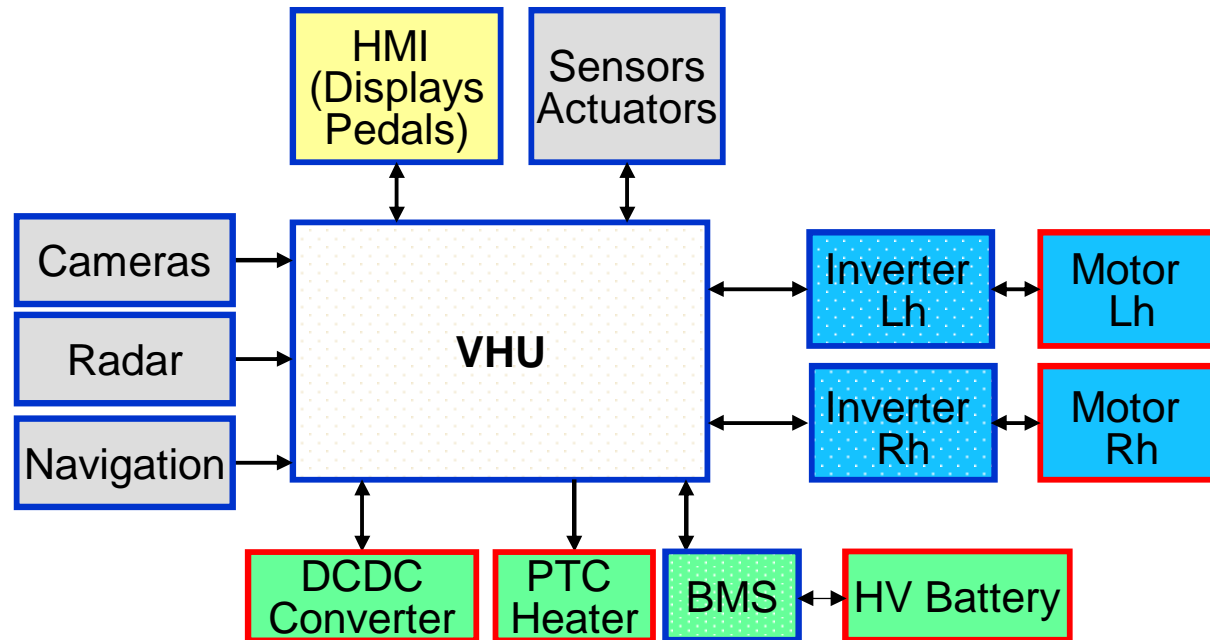 HMI
(Displays
Pedals)
Sensors
Actuators
Cameras
Radar
Navigation
VHU
Inverter
Lh
Motor
Lh
Inverter
Rh
Motor
Rh
DCDC
Converter
PTC
Heater
BMS
HV Battery